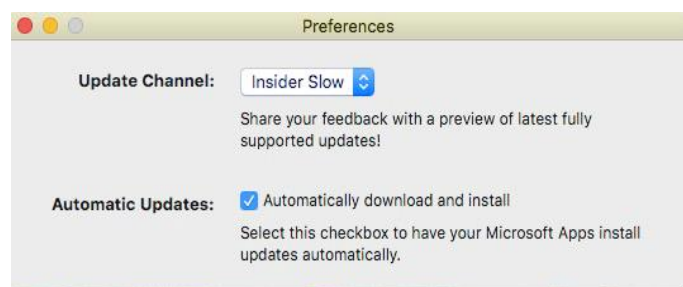 Preferences
Update Channel: Insider Slow
Share your feedback with a preview of latest fully
supported updates!
Automatic Updates: Automatically download and install
Select this checkbox to have your Microsoft Apps install
updates automatically.